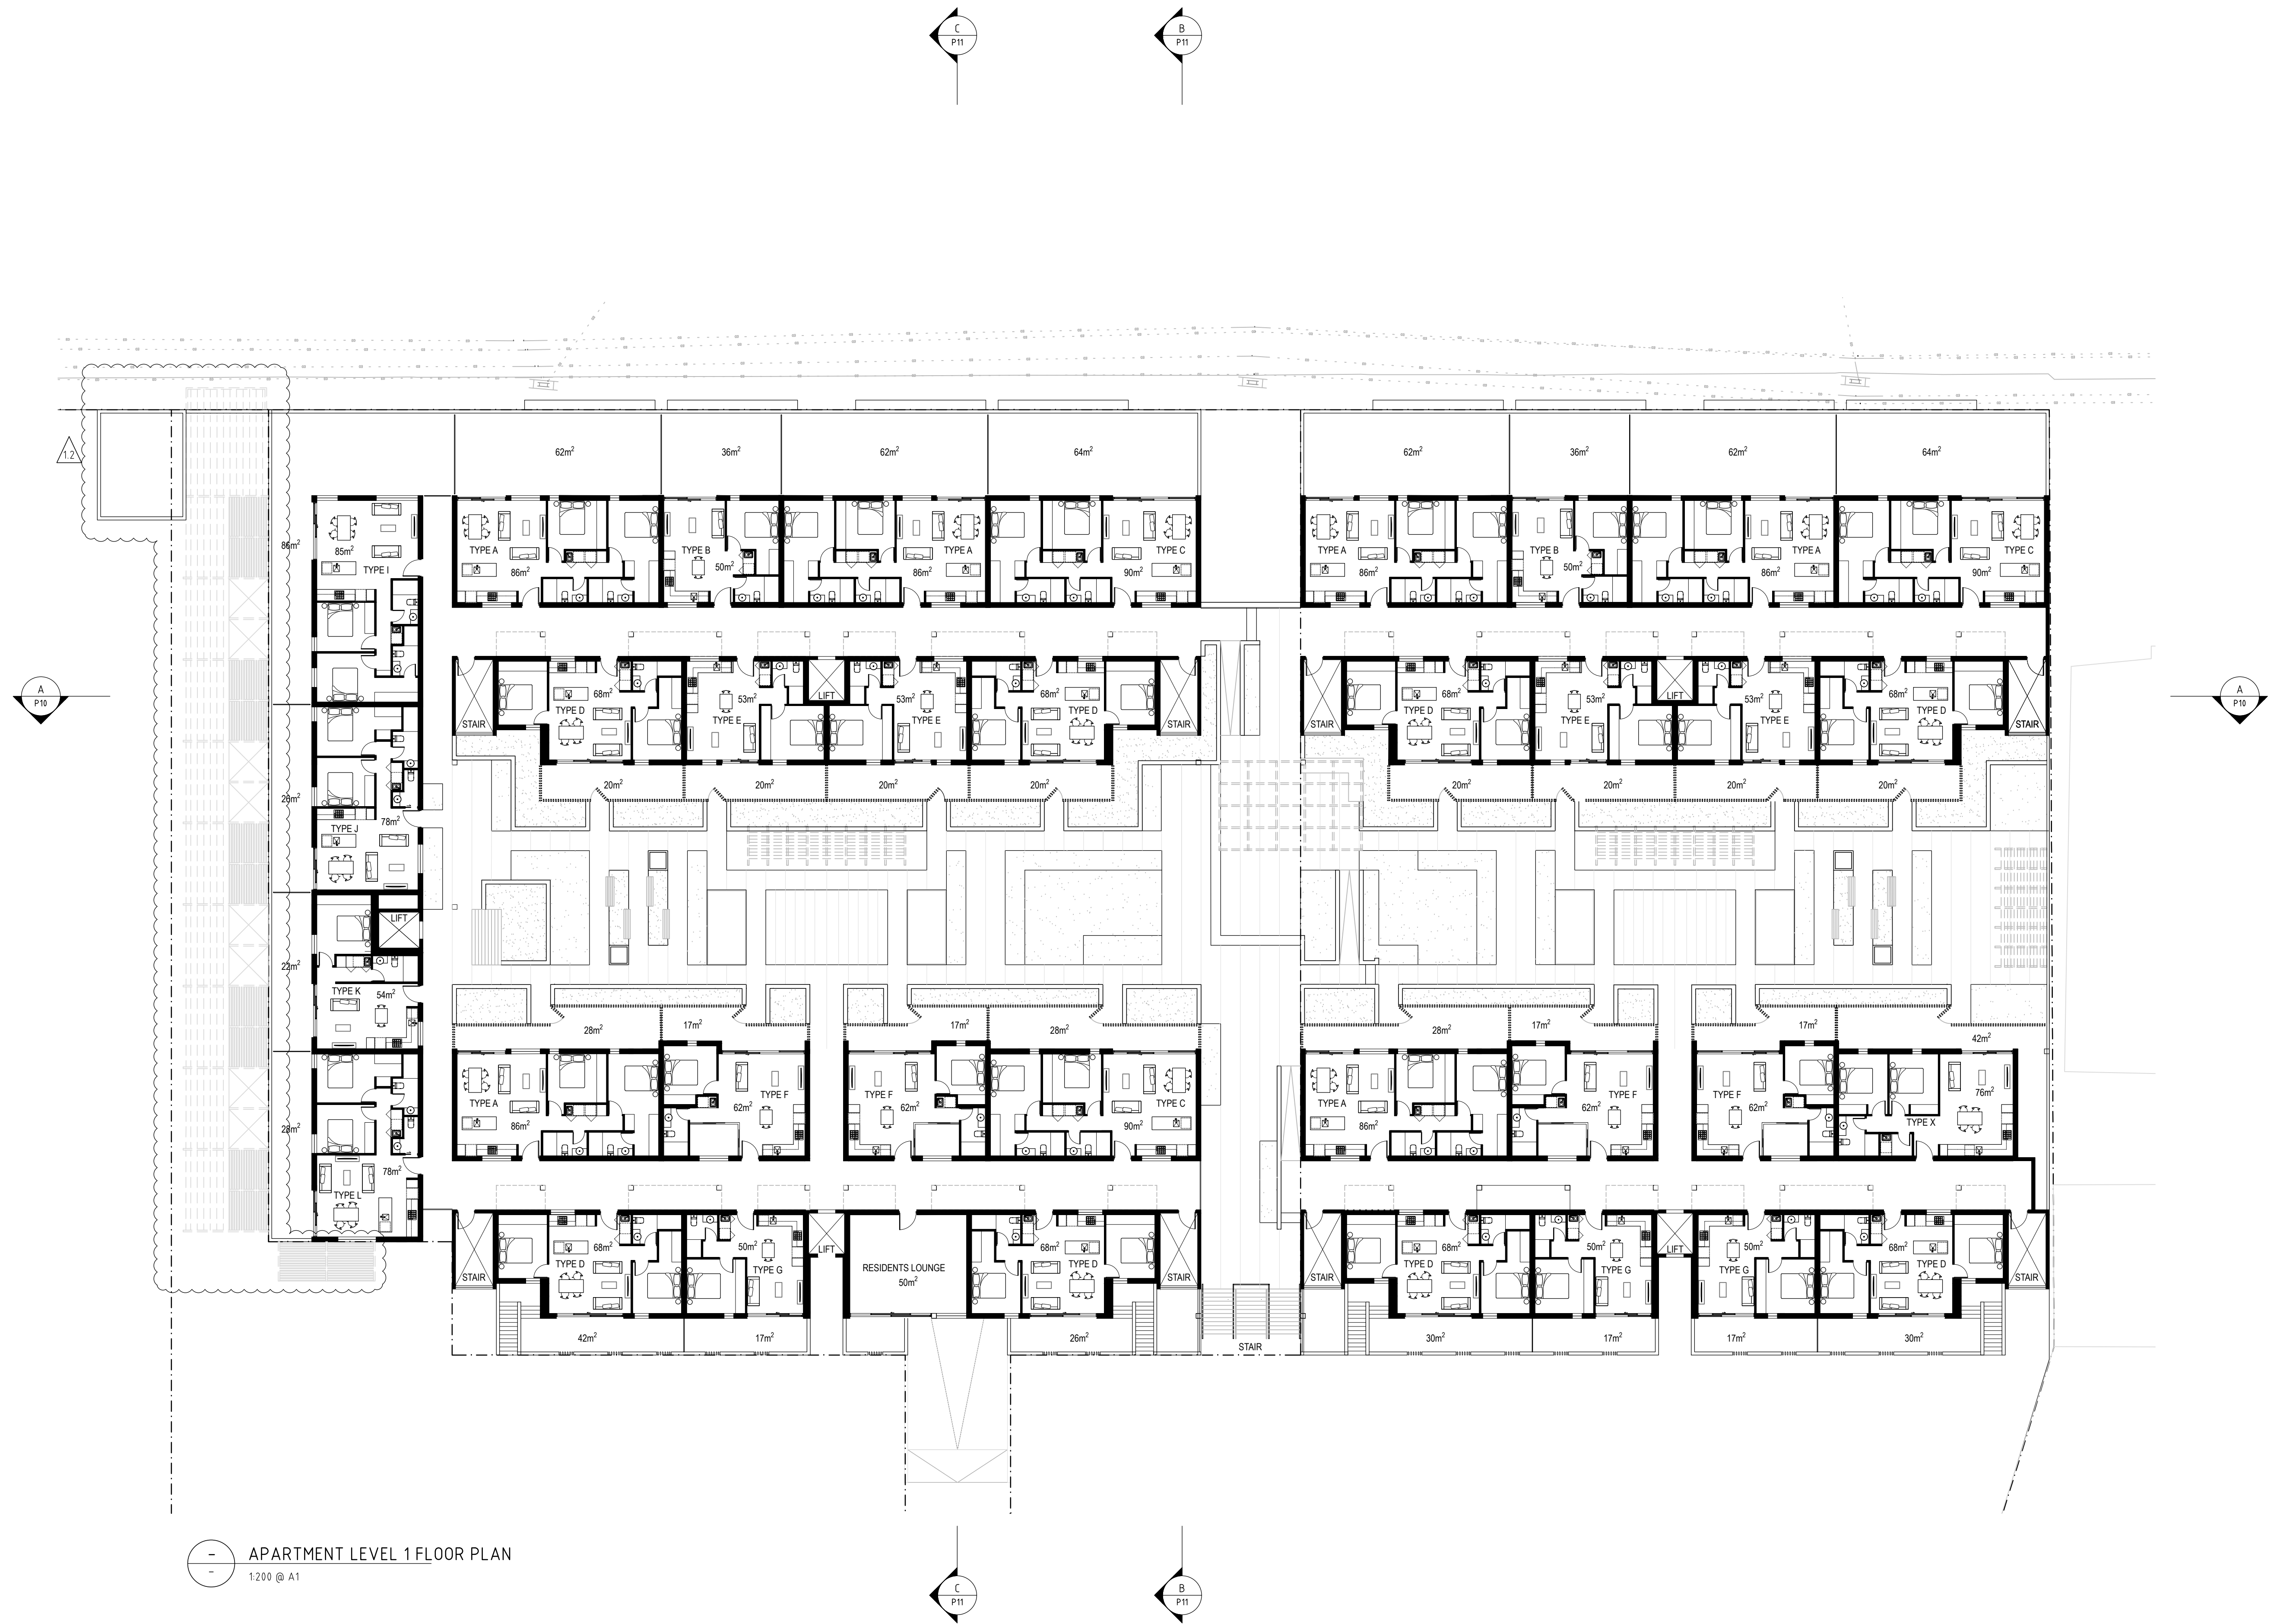 C
P11
B
P11
1.2
62m²
36m²
62m²
64m²
62m²
36m²
62m²
64m²
86m²
85m²
TYPE I
TYPE A
86m²
TYPE B
50m²
TYPE A
86m²
TYPE C
90m²
TYPE A
86m²
TYPE B
50m²
TYPE A
86m²
TYPE C
90m²
A
P10
STAIR
68m²
TYPE D
53m²
TYPE E
LIFT
53m²
TYPE E
68m²
TYPE D
STAIR
STAIR
68m²
TYPE D
53m²
TYPE E
LIFT
53m²
TYPE E
68m²
TYPE D
STAIR
A
P10
20m²
20m²
20m²
20m²
20m²
20m²
20m²
20m²
26m²
TYPE J
78m²
LIFT
22m²
TYPE K
54m²
28m²
17m²
17m²
28m²
28m²
17m²
17m²
42m²
TYPE A
86m²
TYPE F
62m²
TYPE F
62m²
TYPE C
90m²
TYPE A
86m²
TYPE F
62m²
TYPE F
62m²
76m²
TYPE X
28m²
78m²
TYPE L
STAIR
68m²
TYPE D
50m²
TYPE G
LIFT
RESIDENTS LOUNGE
50m²
68m²
TYPE D
STAIR
STAIR
68m²
TYPE D
50m²
TYPE G
LIFT
50m²
TYPE G
68m²
TYPE D
STAIR
42m²
17m²
26m²
STAIR
30m²
17m²
17m²
30m²
–
–
APARTMENT LEVEL 1 FLOOR PLAN
1:200 @ A1
C
P11
B
P11